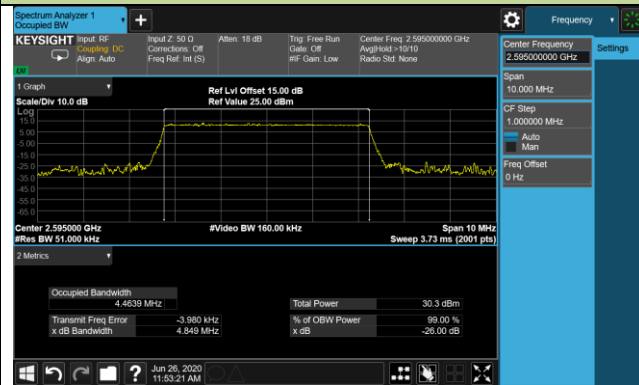 Spectrum Analyzer 1
Occupied BW
Frequency
KEYSIGHT
Input: RF
Coupling: DC
Align: Auto
Input Z: 50 Ω
Corrections: Off
Freq Ref: Int (S)
Atten: 18 dB
Trig: Free Run
Gate: Off
#IF Gain: Low
Center Freq: 2.595000000 GHz
Avg|Hold:>10/10
Radio Std: None
Center Frequency
2.595000000 GHz
Settings
Span
10.000 MHz
CF Step
1.000000 MHz
Auto
Man
Freq Offset
0 Hz
1 Graph
Scale/Div 10.0 dB
Ref Lvl Offset 15.00 dB
Ref Value 25.00 dBm
Log
15.0
5.00
-5.00
-15.0
-25.0
-35.0
-45.0
-55.0
-65.0
Center 2.595000 GHz
#Video BW 160.00 kHz
Span 10 MHz
#Res BW 51.000 kHz
Sweep 3.73 ms (2001 pts)
2 Metrics
Occupied Bandwidth
4.4639 MHz
Total Power 30.3 dBm
Transmit Freq Error -3.980 kHz
% of OBW Power 99.00 %
x dB Bandwidth 4.849 MHz
x dB -26.00 dB
?
Jun 26, 2020
11:53:21 AM